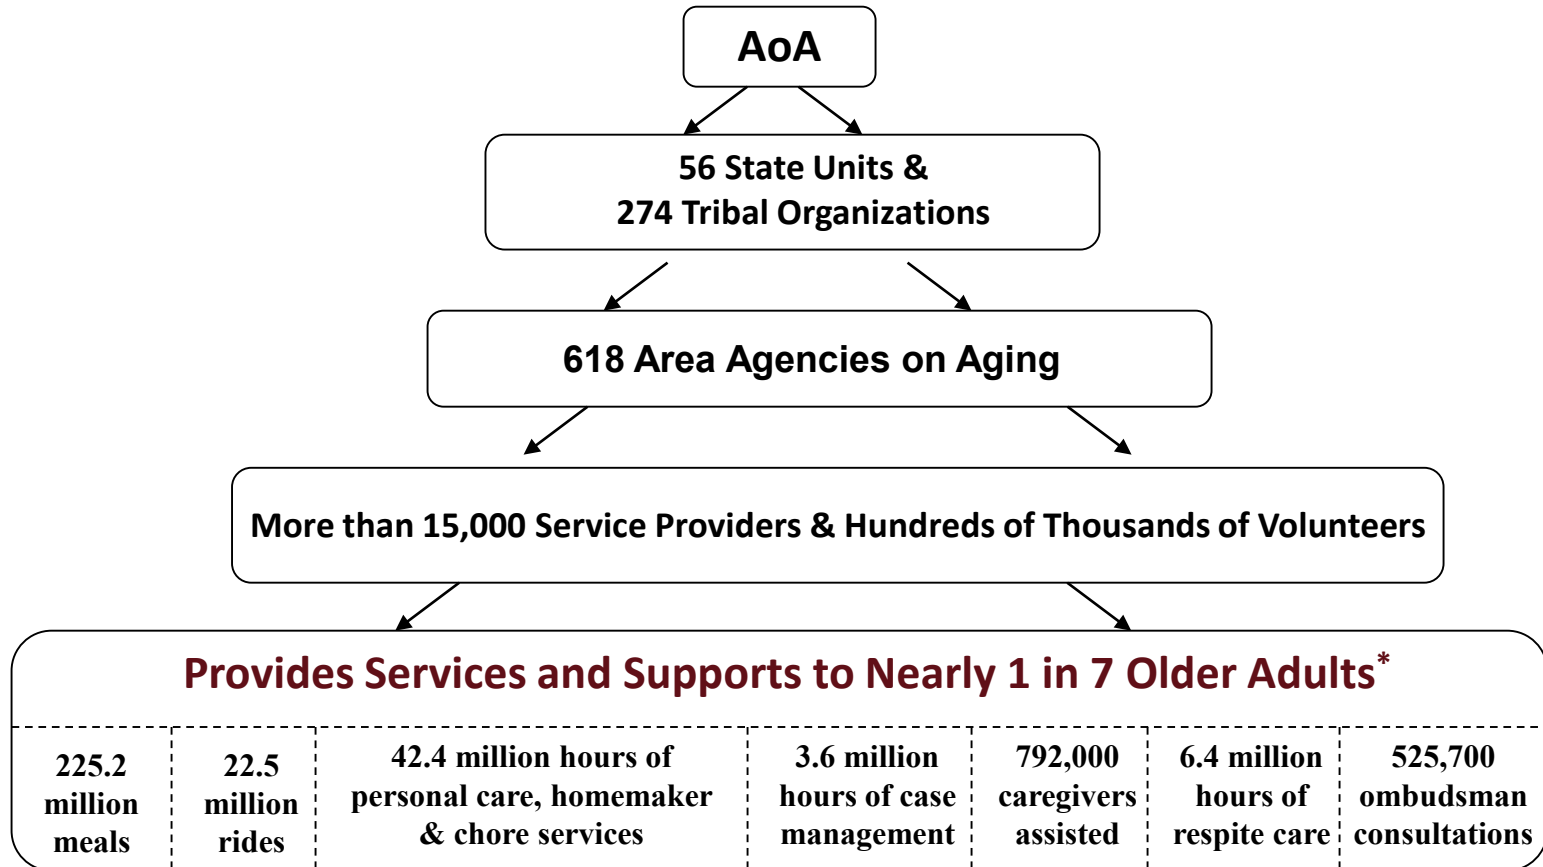 AoA
56 State Units &
274 Tribal Organizations
618 Area Agencies on Aging
More than 15,000 Service Providers & Hundreds of Thousands of Volunteers
Provides Services and Supports to Nearly 1 in 7 Older Adults*
225.2
million
meals
22.5
million
rides
42.4 million hours of
personal care, homemaker
& chore services
3.6 million
hours of case
management
792,000
caregivers
assisted
6.4 million
hours of
respite care
525,700
ombudsman
consultations